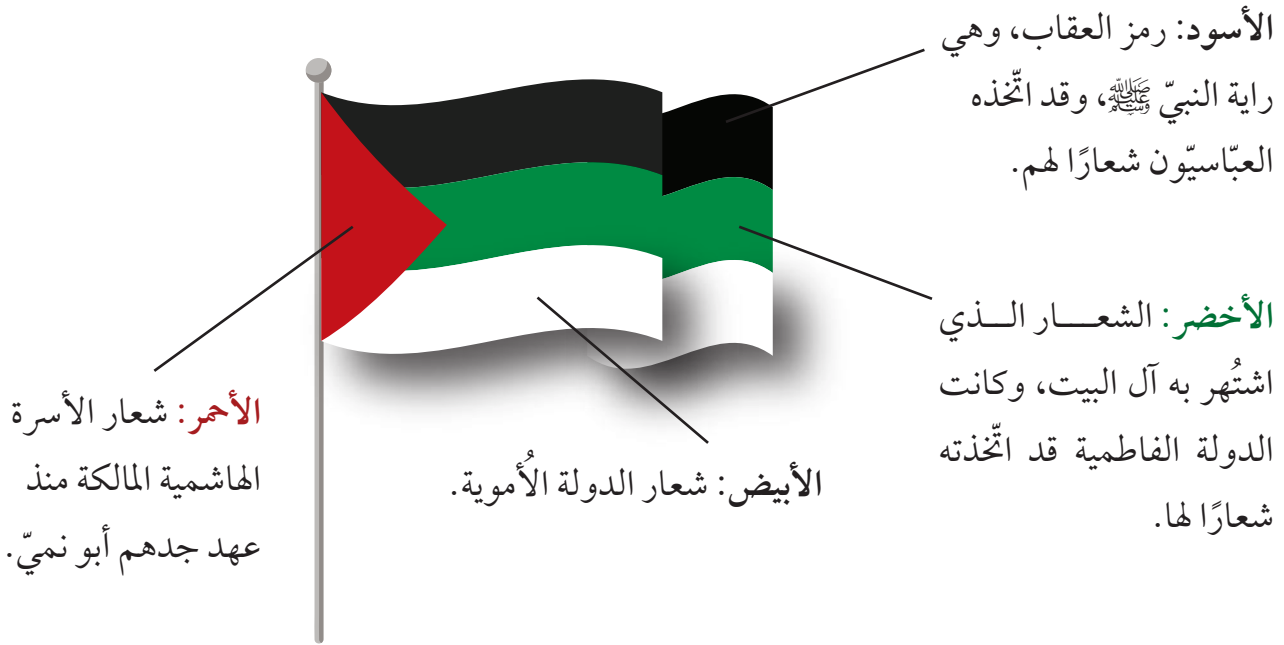 الأسود: رمز العقاب، وهي
راية النبيّ ﷺ، وقد اتّخذه
العبّاسيّون شعارًا لهم.
الأخضر: الشعـــار الـــذي
اشتُهر به آل البيت، وكانت
الدولة الفاطمية قد اتّخذته
شعارًا لها.
الأبيض: شعار الدولة الأُموية.
الأحمر: شعار الأسرة
الهاشمية المالكة منذ
عهد جدهم أبو نميّ.